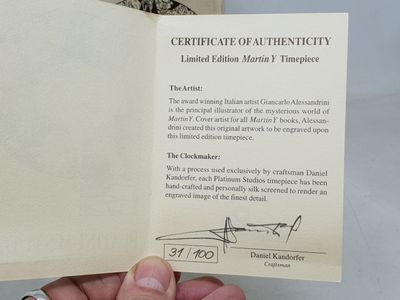 CERTIFICATE OF AUTHENTICITY
Limited Edition Martin Y Timepiece
The Artist:
The award winning Italian artist Giancarlo Alessandrini
is the principal illustrator of the mysterious world of
Martin Y. Cover artist for all Martin Y books, Alessan-
drini created this original artwork to be engraved upon
this limited edition timepiece.
The Clockmaker:
With a process used exclusively by craftsman Daniel
Kandorfer, each Platinum Studios timepiece has been
hand-crafted and personally silk screened to render an
engraved image of the finest detail.
31/100
Daniel Kandorfer
Craftsman